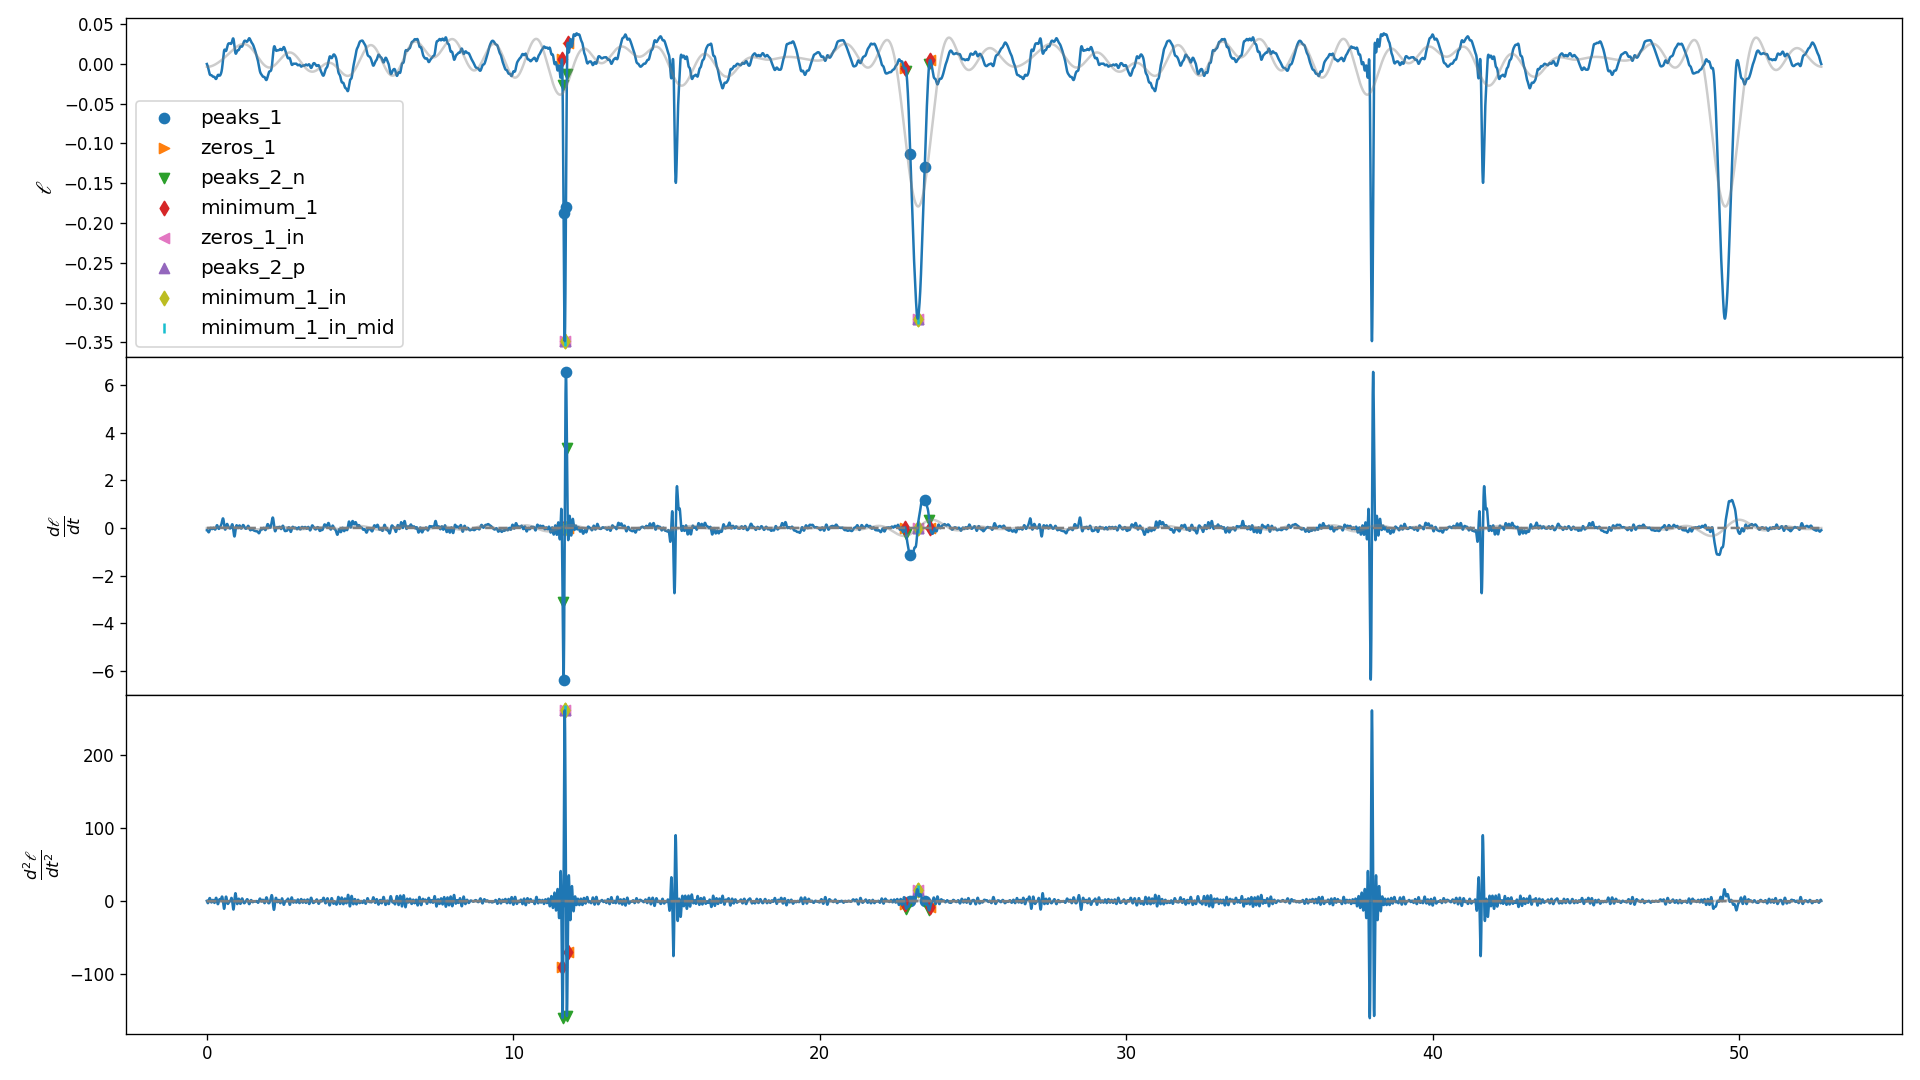 0.05
0.00
−0.05
−0.10
−0.15
−0.20
−0.25
−0.30
−0.35
ℓ
peaks_1
zeros_1
peaks_2_n
minimum_1
zeros_1_in
peaks_2_p
minimum_1_in
minimum_1_in_mid
6
4
2
0
−2
−4
−6
dℓ
dt
200
100
0
−100
d²ℓ
dt²
0 10 20 30 40 50